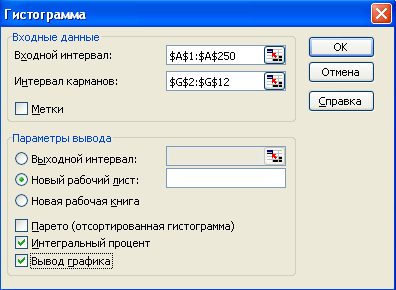 Гистограмма
Входные данные
Входной интервал: $A$1:$A$250
Интервал карманов: $G$2:$G$12
Метки
OK
Отмена
Справка
Параметры вывода
Выходной интервал:
Новый рабочий лист:
Новая рабочая книга
Парето (отсортированная гистограмма)
Интегральный процент
Вывод графика